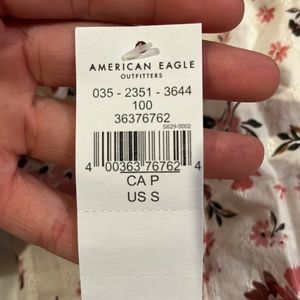 AMERICAN EAGLE
OUTFITTERS
035 - 2351 - 3644
100
36376762
S629-0002
4 00363 76762 4
CA P
US S